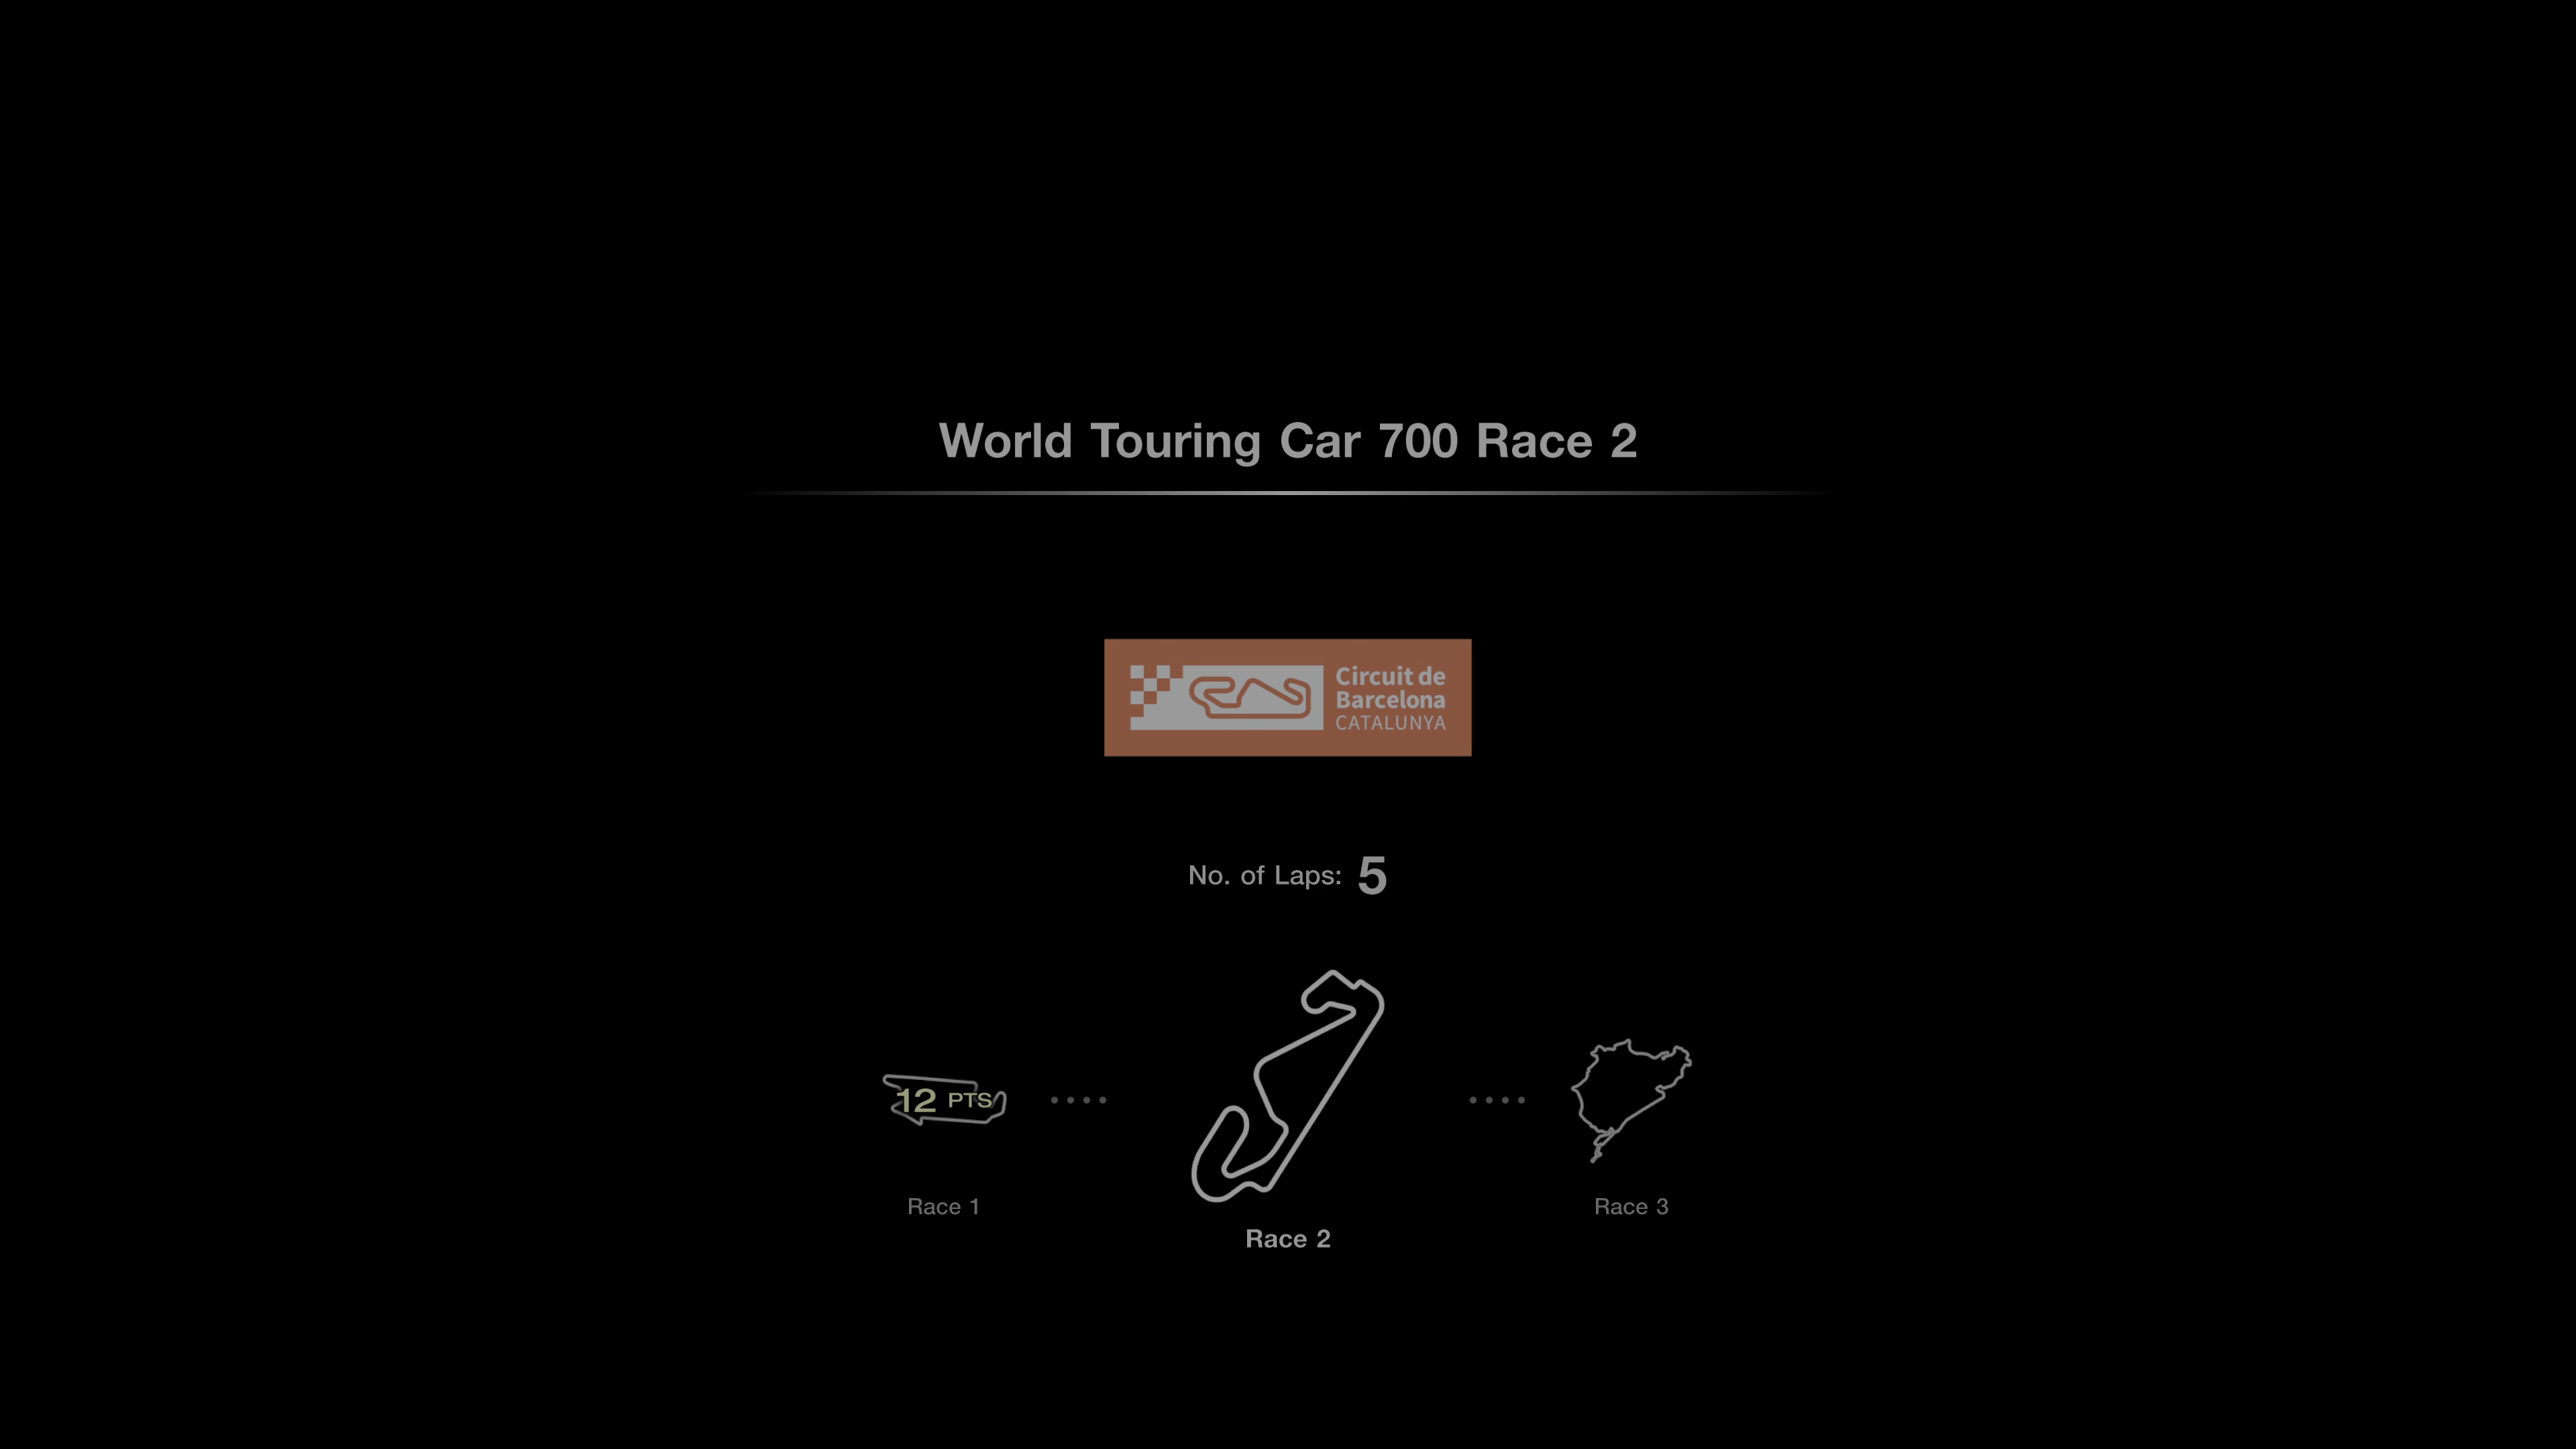 World Touring Car 700 Race 2
Circuit de
Barcelona
CATALUNYA
No. of Laps: 5
12 PTS
Race 1
Race 2
Race 3